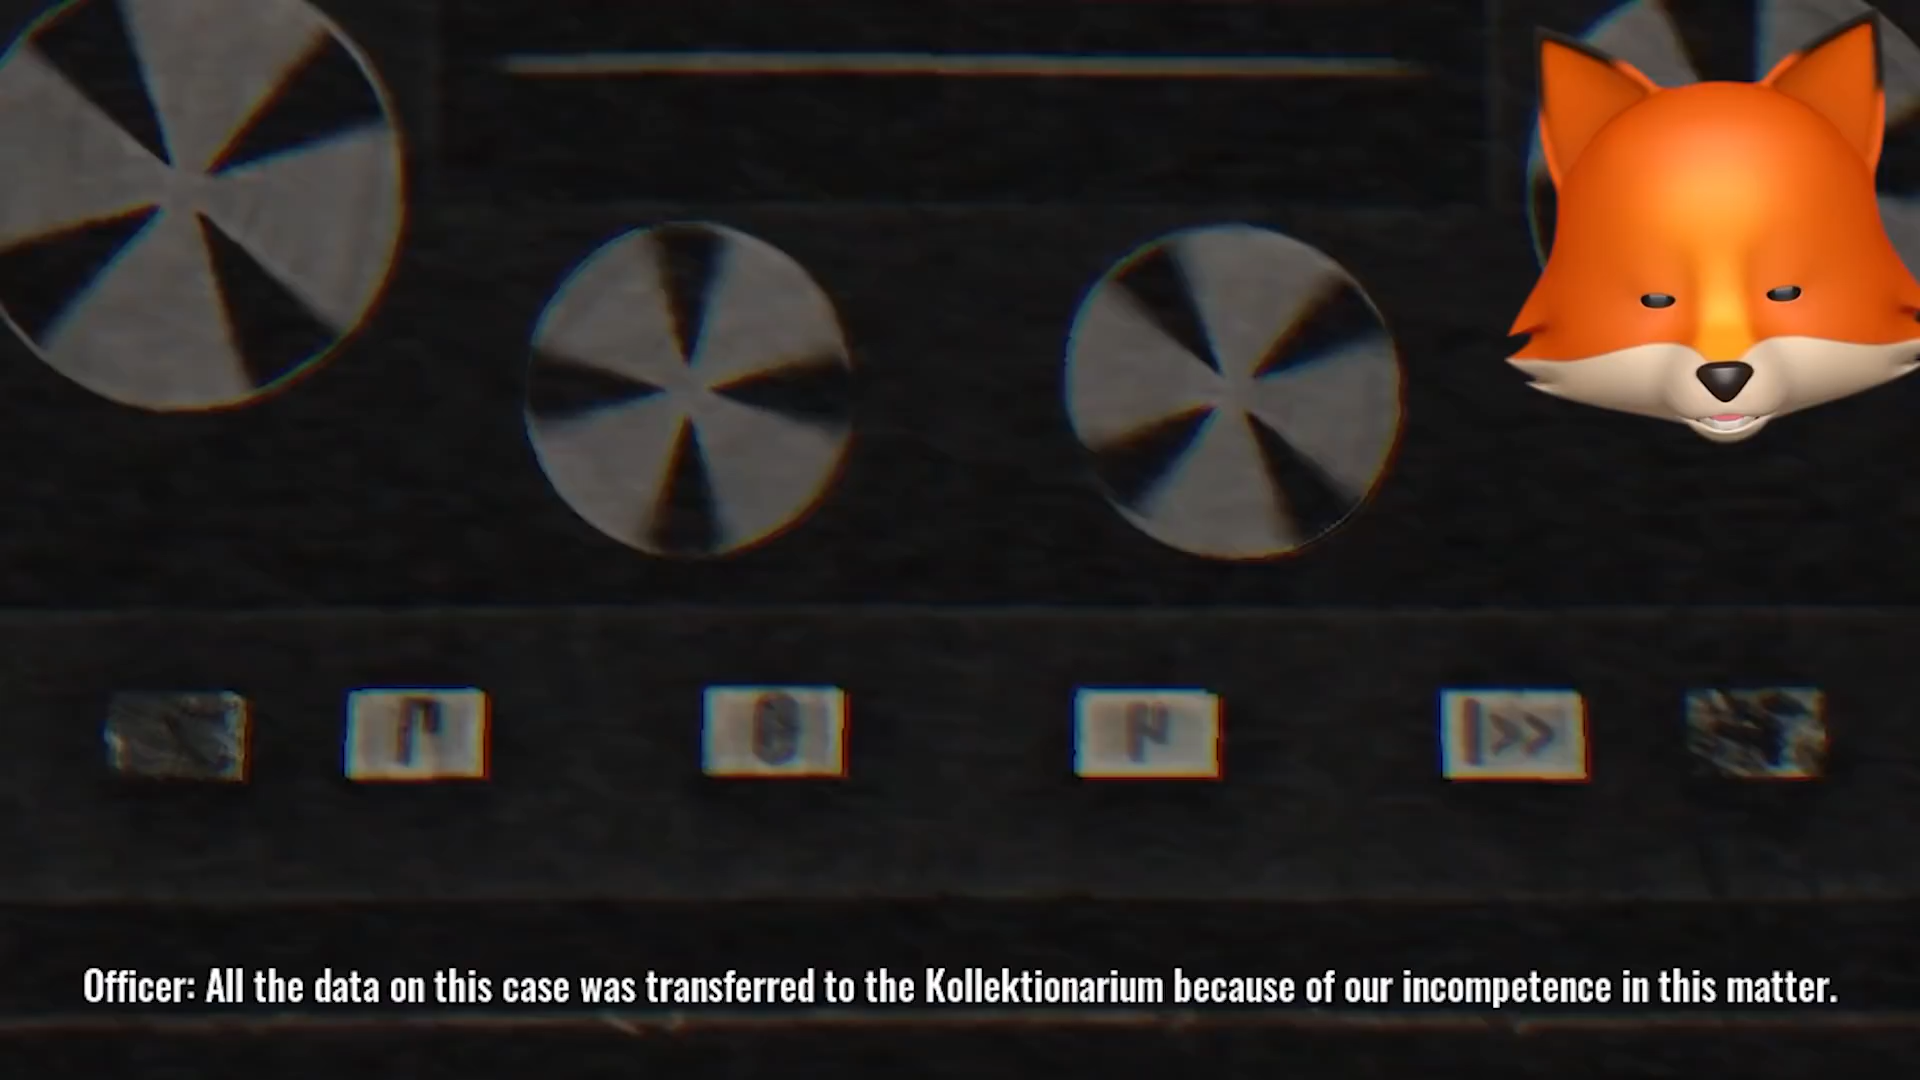 Officer: All the data on this case was transferred to the Kollektionarium because of our incompetence in this matter.